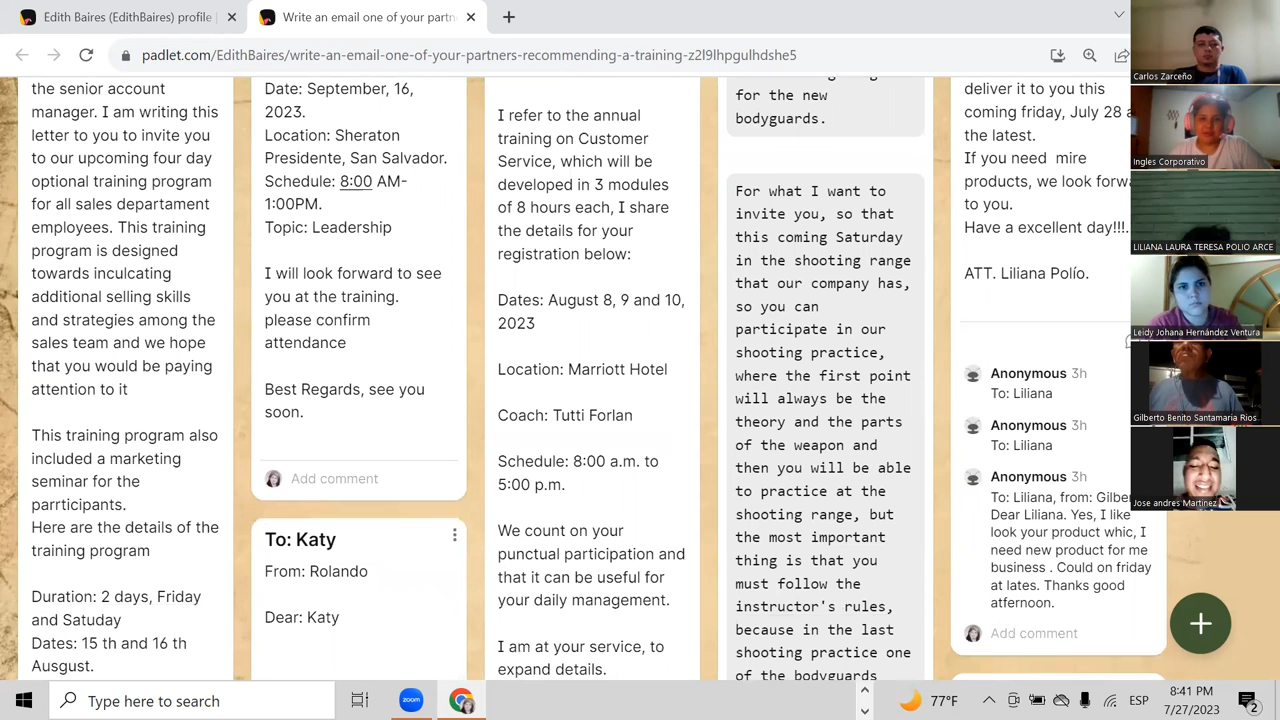 Edith Baires (EdithBaires) profile
Write an email one of your partn
padlet.com/EdithBaires/write-an-email-one-of-your-partners-recommending-a-training-z2l9lhpgulhdshe5
the senior account
manager. I am writing this
letter to you to invite you
to our upcoming four day
optional training program
for all sales departament
employees. This training
program is designed
towards inculcating
additional selling skills
and strategies among the
sales team and we hope
that you would be paying
attention to it
This training program also
included a marketing
seminar for the
parrticipants.
Here are the details of the
training program
Duration: 2 days, Friday
and Satuday
Dates: 15 th and 16 th
Ausgust.
Date: September, 16,
2023.
Location: Sheraton
Presidente, San Salvador.
Schedule: 8:00 AM-
1:00PM.
Topic: Leadership
I will look forward to see
you at the training.
please confirm
attendance
Best Regards, see you
soon.
Add comment
To: Katy
From: Rolando
Dear: Katy
I refer to the annual
training on Customer
Service, which will be
developed in 3 modules
of 8 hours each, I share
the details for your
registration below:
Dates: August 8, 9 and 10,
2023
Location: Marriott Hotel
Coach: Tutti Forlan
Schedule: 8:00 a.m. to
5:00 p.m.
We count on your
punctual participation and
that it can be useful for
your daily management.
I am at your service, to
expand details.
for the new
bodyguards.
For what I want to
invite you, so that
this coming Saturday
in the shooting range
that our company has,
so you can
participate in our
shooting practice,
where the first point
will always be the
theory and the parts
of the weapon and
then you will be able
to practice at the
shooting range, but
the most important
thing is that you
must follow the
instructor's rules,
because in the last
shooting practice one
of the bodyguards
deliver it to you this
coming friday, July 28 a
the latest.
If you need mire
products, we look forw
to you.
Have a excellent day!!!.
ATT. Liliana Polío.
Anonymous 3h
To: Liliana
Anonymous 3h
To: Liliana
Anonymous 3h
To: Liliana, from: Gilber
Dear Liliana. Yes, I like
look your product whic, I
need new product for me
business . Could on friday
at lates. Thanks good
atfernoon.
Add comment
Carlos Zarceño
Ingles Corporativo
LILIANA LAURA TERESA POLIO ARCE
Leidy Johana Hernández Ventura
Gilberto Benito Santamaria Rios
Jose andres Martinez
Type here to search
zoom
77°F
ESP
8:41 PM
7/27/2023
2